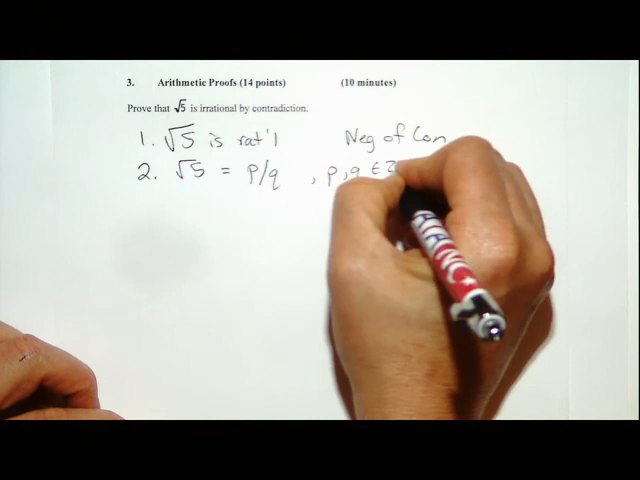 3. Arithmetic Proofs (14 points) (10 minutes)
Prove that √5 is irrational by contradiction.
1. √5 is rat'l Neg of Con
2. √5 = p/q , p, q ∈ Z